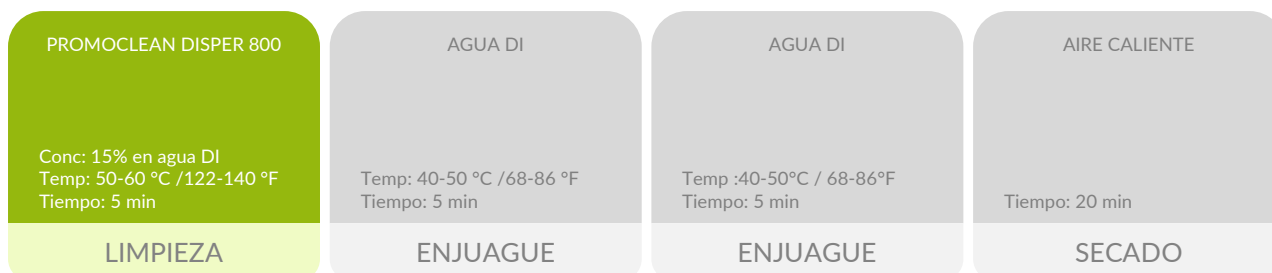 PROMOCLEAN DISPER 800
Conc: 15% en agua DI
Temp: 50-60 °C /122-140 °F
Tiempo: 5 min
LIMPIEZA
AGUA DI
Temp: 40-50 °C /68-86 °F
Tiempo: 5 min
ENJUAGUE
AGUA DI
Temp :40-50°C / 68-86°F
Tiempo: 5 min
ENJUAGUE
AIRE CALIENTE
Tiempo: 20 min
SECADO